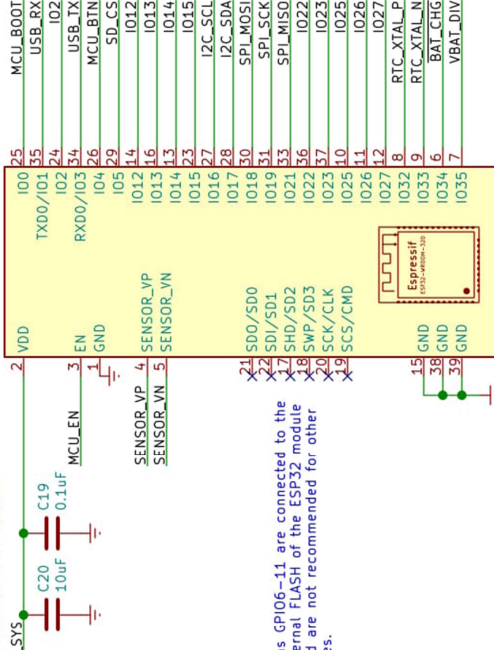 MCU_BOOT
USB_RX
IO2
USB_TX
MCU_BTN
SD_CS
IO12
IO13
IO14
IO15
I2C_SCL
I2C_SDA
SPI_MOSI
SPI_SCK
SPI_MISO
IO22
IO23
IO25
IO26
IO27
RTC_XTAL_P
RTC_XTAL_N
BAT_CHG
VBAT_DIV
25
35
24
34
26
29
14
16
13
23
27
28
30
31
33
36
37
10
11
12
8
9
6
7
IO0
TXD0/IO1
IO2
RXD0/IO3
IO4
IO5
IO12
IO13
IO14
IO15
IO16
IO17
IO18
IO19
IO21
IO22
IO23
IO25
IO26
IO27
IO32
IO33
IO34
IO35
Espressif
ESP32-WROOM-32D
VDD
EN
GND
SENSOR_VP
SENSOR_VN
SDO/SD0
SDI/SD1
SHD/SD2
SWP/SD3
SCK/CLK
SCS/CMD
GND
GND
GND
2
3
1
4
5
21
22
17
18
20
19
15
38
39
MCU_EN
SENSOR_VP
SENSOR_VN
C19
0.1uF
C20
10uF
_SYS
s GPIO6-11 are connected to the
ernal FLASH of the ESP32 module
d are not recommended for other
es.